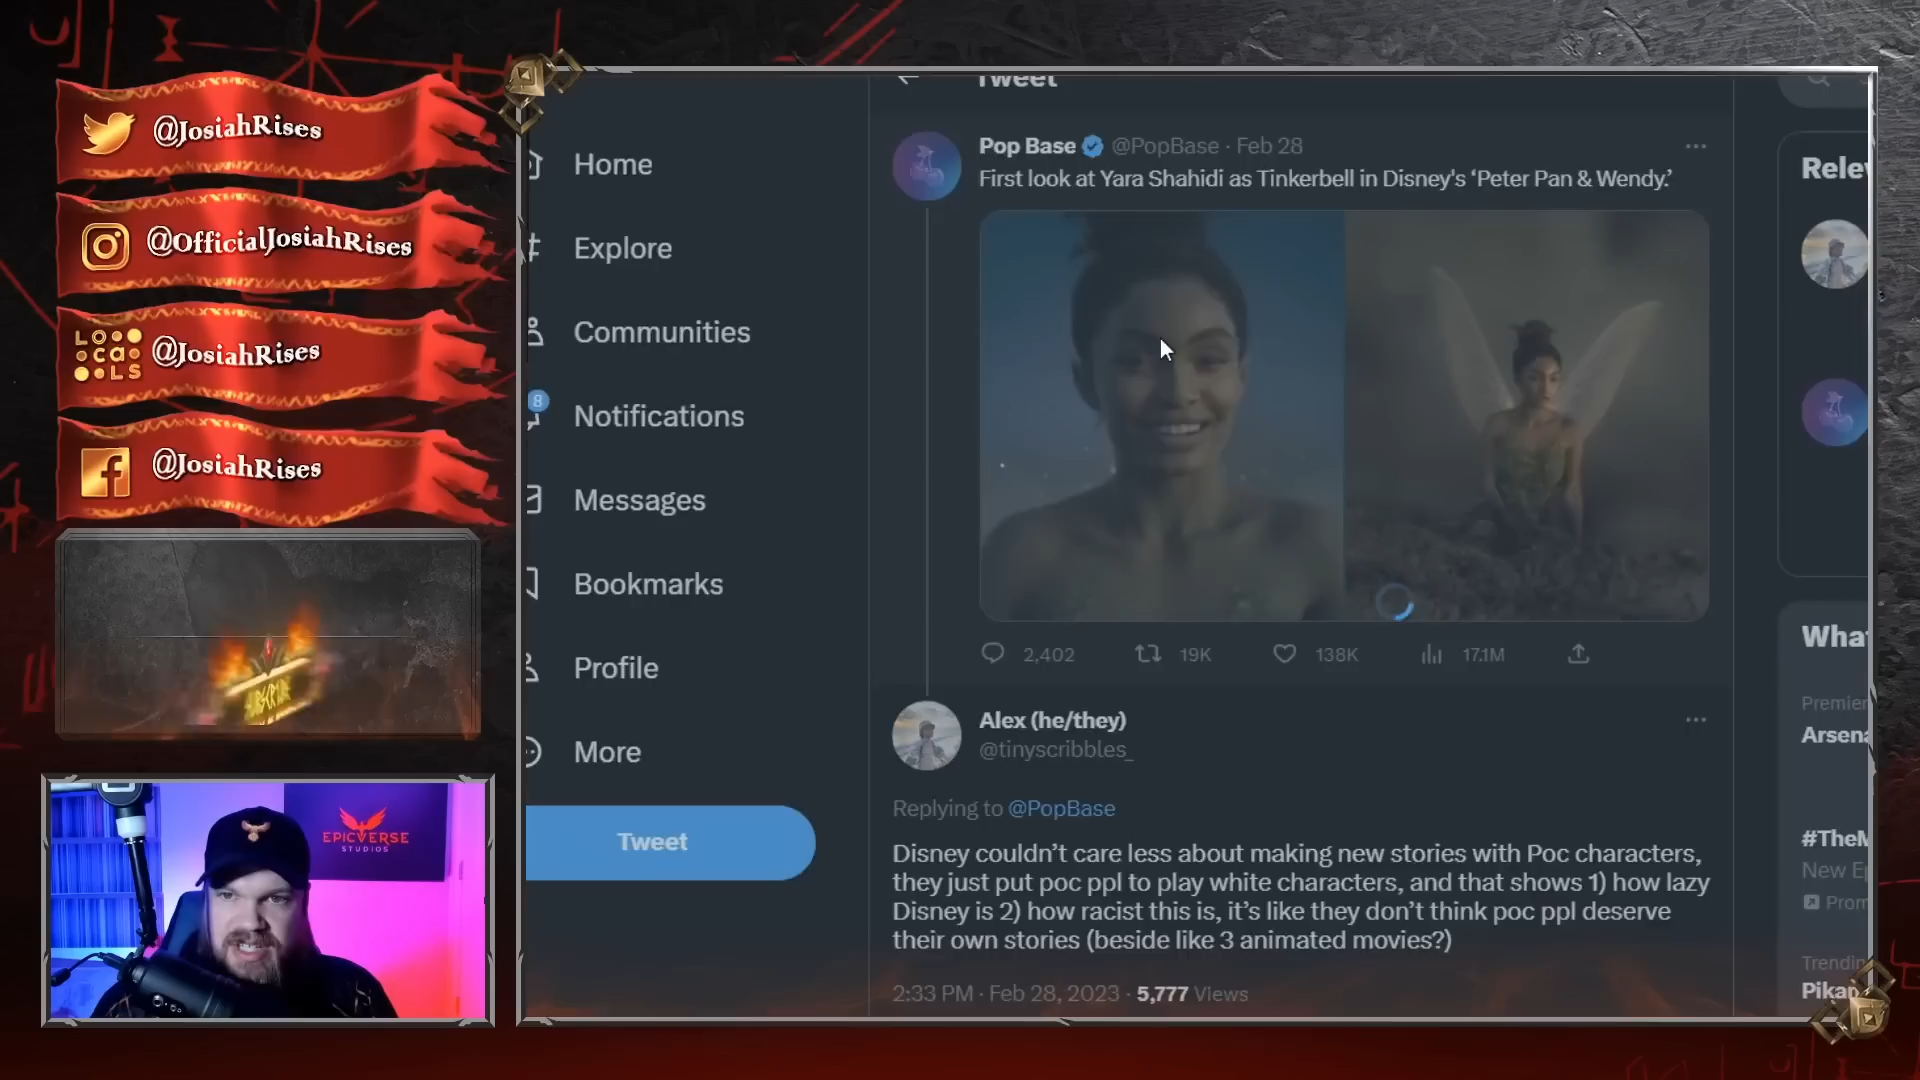 @JosiahRises
@OfficialJosiahRises
LOCALS
@JosiahRises
@JosiahRises
SUBSCRIBE
EPICVERSE
STUDIOS
Tweet
Home
Explore
Communities
8
Notifications
Messages
Bookmarks
Profile
More
Tweet
Pop Base @PopBase · Feb 28
First look at Yara Shahidi as Tinkerbell in Disney's ‘Peter Pan & Wendy.’
2,402 19K 138K 17.1M
Alex (he/they)
@tinyscribbles_
Replying to @PopBase
Disney couldn’t care less about making new stories with Poc characters,
they just put poc ppl to play white characters, and that shows 1) how lazy
Disney is 2) how racist this is, it’s like they don’t think poc ppl deserve
their own stories (beside like 3 animated movies?)
2:33 PM · Feb 28, 2023 · 5,777 Views
Rele
What
Premier
Arsena
#TheM
New Ep
Prom
Trending
Pikap